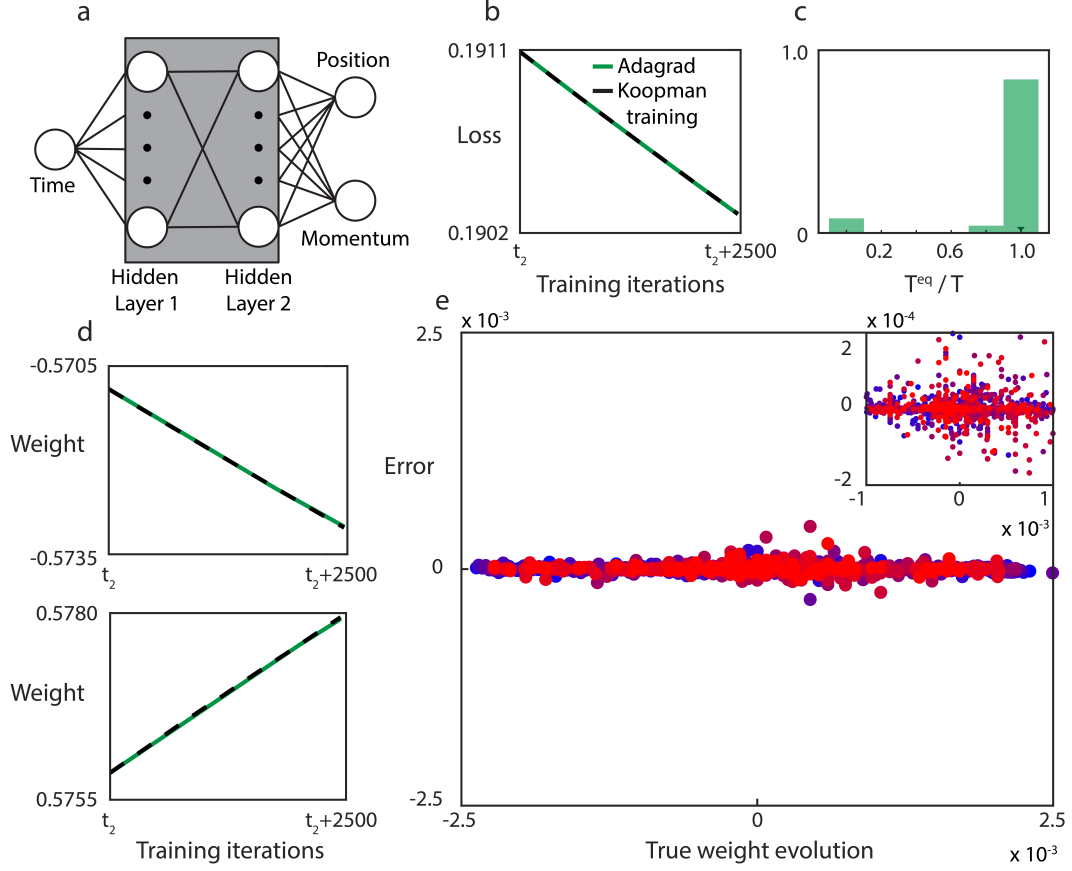 a
Time
Position
Momentum
Hidden
Layer 1
Hidden
Layer 2
b
0.1911
Loss
0.1902
Adagrad
Koopman
training
t2
t2+2500
Training iterations
c
1.0
0
0.2
0.6
1.0
Teq / T
d
-0.5705
Weight
-0.5735
t2
t2+2500
0.5780
Weight
0.5755
t2
t2+2500
Training iterations
e
x 10-3
2.5
Error
0
-2.5
-2.5
0
2.5
True weight evolution
x 10-3
x 10-4
2
0
-2
-1
0
1
x 10-3